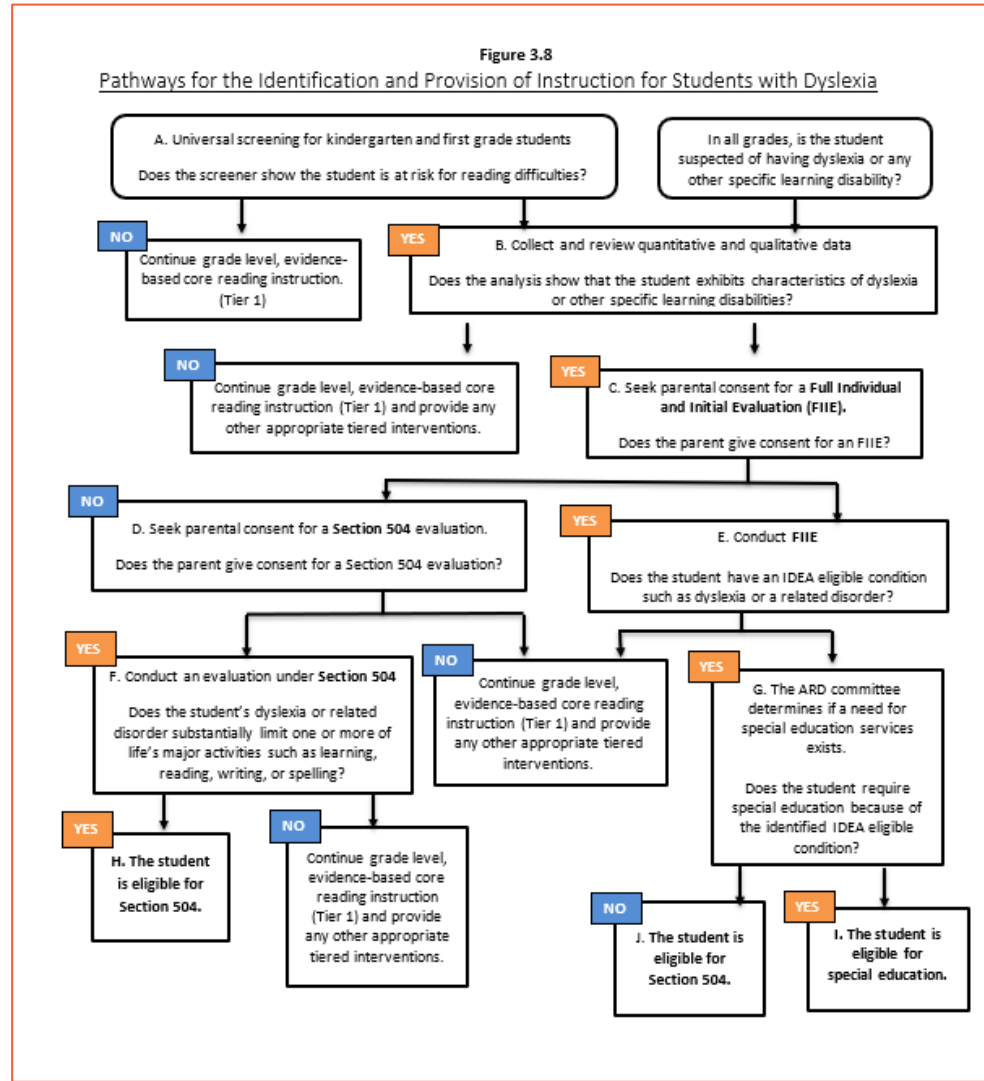 Figure 3.8
Pathways for the Identification and Provision of Instruction for Students with Dyslexia
A. Universal screening for kindergarten and first grade students
Does the screener show the student is at risk for reading difficulties?
In all grades, is the student
suspected of having dyslexia or any
other specific learning disability?
NO
Continue grade level, evidence-
based core reading instruction.
(Tier 1)
YES
B. Collect and review quantitative and qualitative data
Does the analysis show that the student exhibits characteristics of dyslexia
or other specific learning disabilities?
NO
Continue grade level, evidence-based core
reading instruction (Tier 1) and provide any
other appropriate tiered interventions.
YES
C. Seek parental consent for a Full Individual
and Initial Evaluation (FIIE).
Does the parent give consent for an FIIE?
NO
D. Seek parental consent for a Section 504 evaluation.
Does the parent give consent for a Section 504 evaluation?
YES
E. Conduct FIIE
Does the student have an IDEA eligible condition
such as dyslexia or a related disorder?
YES
F. Conduct an evaluation under Section 504
Does the student's dyslexia or related
disorder substantially limit one or more of
life's major activities such as learning,
reading, writing, or spelling?
NO
Continue grade level,
evidence-based core reading
instruction (Tier 1) and provide
any other appropriate tiered
interventions.
YES
G. The ARD committee
determines if a need for
special education services
exists.
Does the student require
special education because of
the identified IDEA eligible
condition?
YES
H. The student
is eligible for
Section 504.
NO
Continue grade level,
evidence-based core
reading instruction
(Tier 1) and provide
any other appropriate
tiered interventions.
NO
J. The student is
eligible for
Section 504.
YES
I. The student is
eligible for
special education.